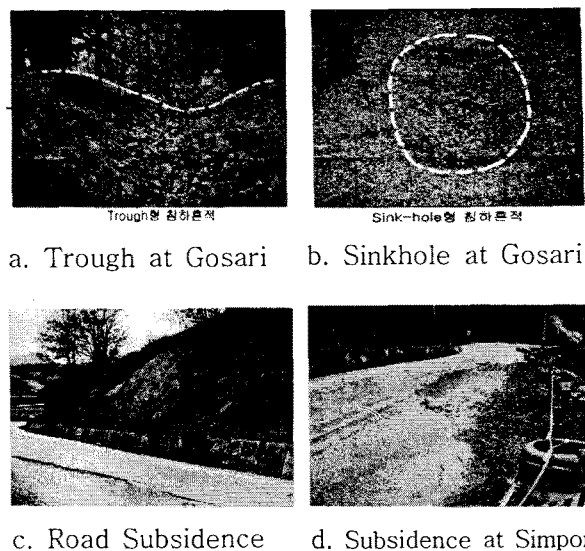 Trough형 침하흔적
Sink-hole형 침하흔적
a. Trough at Gosari
b. Sinkhole at Gosari
c. Road Subsidence
d. Subsidence at Simpo